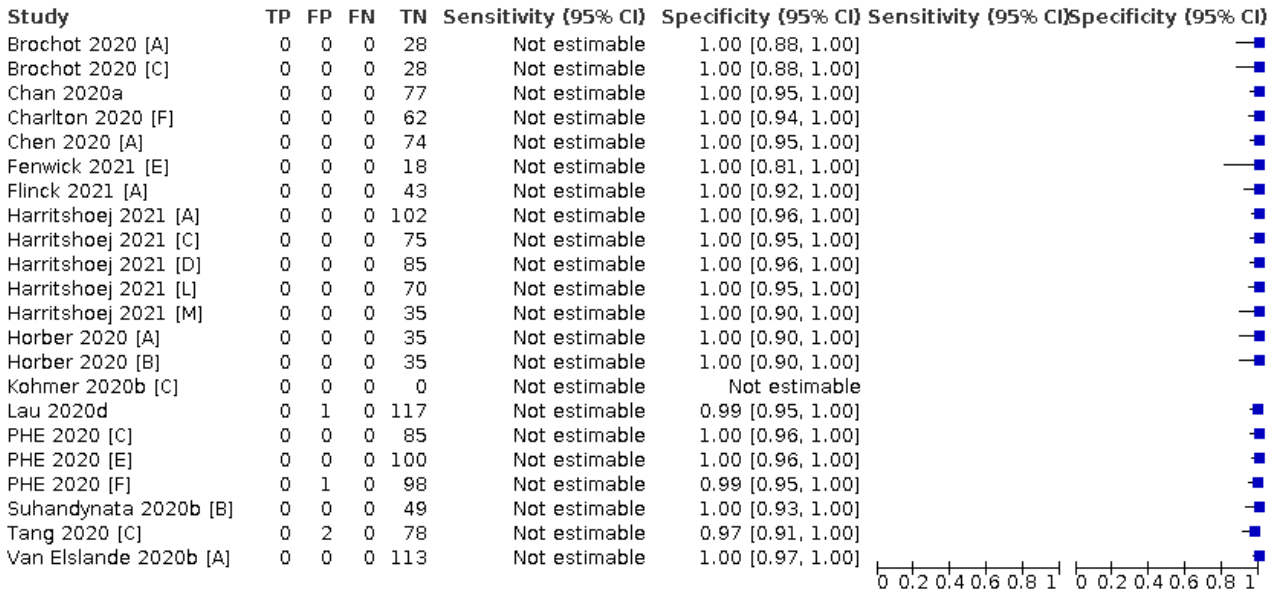 Study TP FP FN TN Sensitivity (95% CI) Specificity (95% CI) Sensitivity (95% CI) Specificity (95% CI)
Brochot 2020 [A] 0 0 0 28 Not estimable 1.00 [0.88, 1.00]
Brochot 2020 [C] 0 0 0 28 Not estimable 1.00 [0.88, 1.00]
Chan 2020a 0 0 0 77 Not estimable 1.00 [0.95, 1.00]
Charlton 2020 [F] 0 0 0 62 Not estimable 1.00 [0.94, 1.00]
Chen 2020 [A] 0 0 0 74 Not estimable 1.00 [0.95, 1.00]
Fenwick 2021 [E] 0 0 0 18 Not estimable 1.00 [0.81, 1.00]
Flinck 2021 [A] 0 0 0 43 Not estimable 1.00 [0.92, 1.00]
Harritshoej 2021 [A] 0 0 0 102 Not estimable 1.00 [0.96, 1.00]
Harritshoej 2021 [C] 0 0 0 75 Not estimable 1.00 [0.95, 1.00]
Harritshoej 2021 [D] 0 0 0 85 Not estimable 1.00 [0.96, 1.00]
Harritshoej 2021 [L] 0 0 0 70 Not estimable 1.00 [0.95, 1.00]
Harritshoej 2021 [M] 0 0 0 35 Not estimable 1.00 [0.90, 1.00]
Horber 2020 [A] 0 0 0 35 Not estimable 1.00 [0.90, 1.00]
Horber 2020 [B] 0 0 0 35 Not estimable 1.00 [0.90, 1.00]
Kohmer 2020b [C] 0 0 0 0 Not estimable Not estimable
Lau 2020d 0 1 0 117 Not estimable 0.99 [0.95, 1.00]
PHE 2020 [C] 0 0 0 85 Not estimable 1.00 [0.96, 1.00]
PHE 2020 [E] 0 0 0 100 Not estimable 1.00 [0.96, 1.00]
PHE 2020 [F] 0 1 0 98 Not estimable 0.99 [0.95, 1.00]
Suhandynata 2020b [B] 0 0 0 49 Not estimable 1.00 [0.93, 1.00]
Tang 2020 [C] 0 2 0 78 Not estimable 0.97 [0.91, 1.00]
Van Elslande 2020b [A] 0 0 0 113 Not estimable 1.00 [0.97, 1.00]
0 0.2 0.4 0.6 0.8 1 0 0.2 0.4 0.6 0.8 1